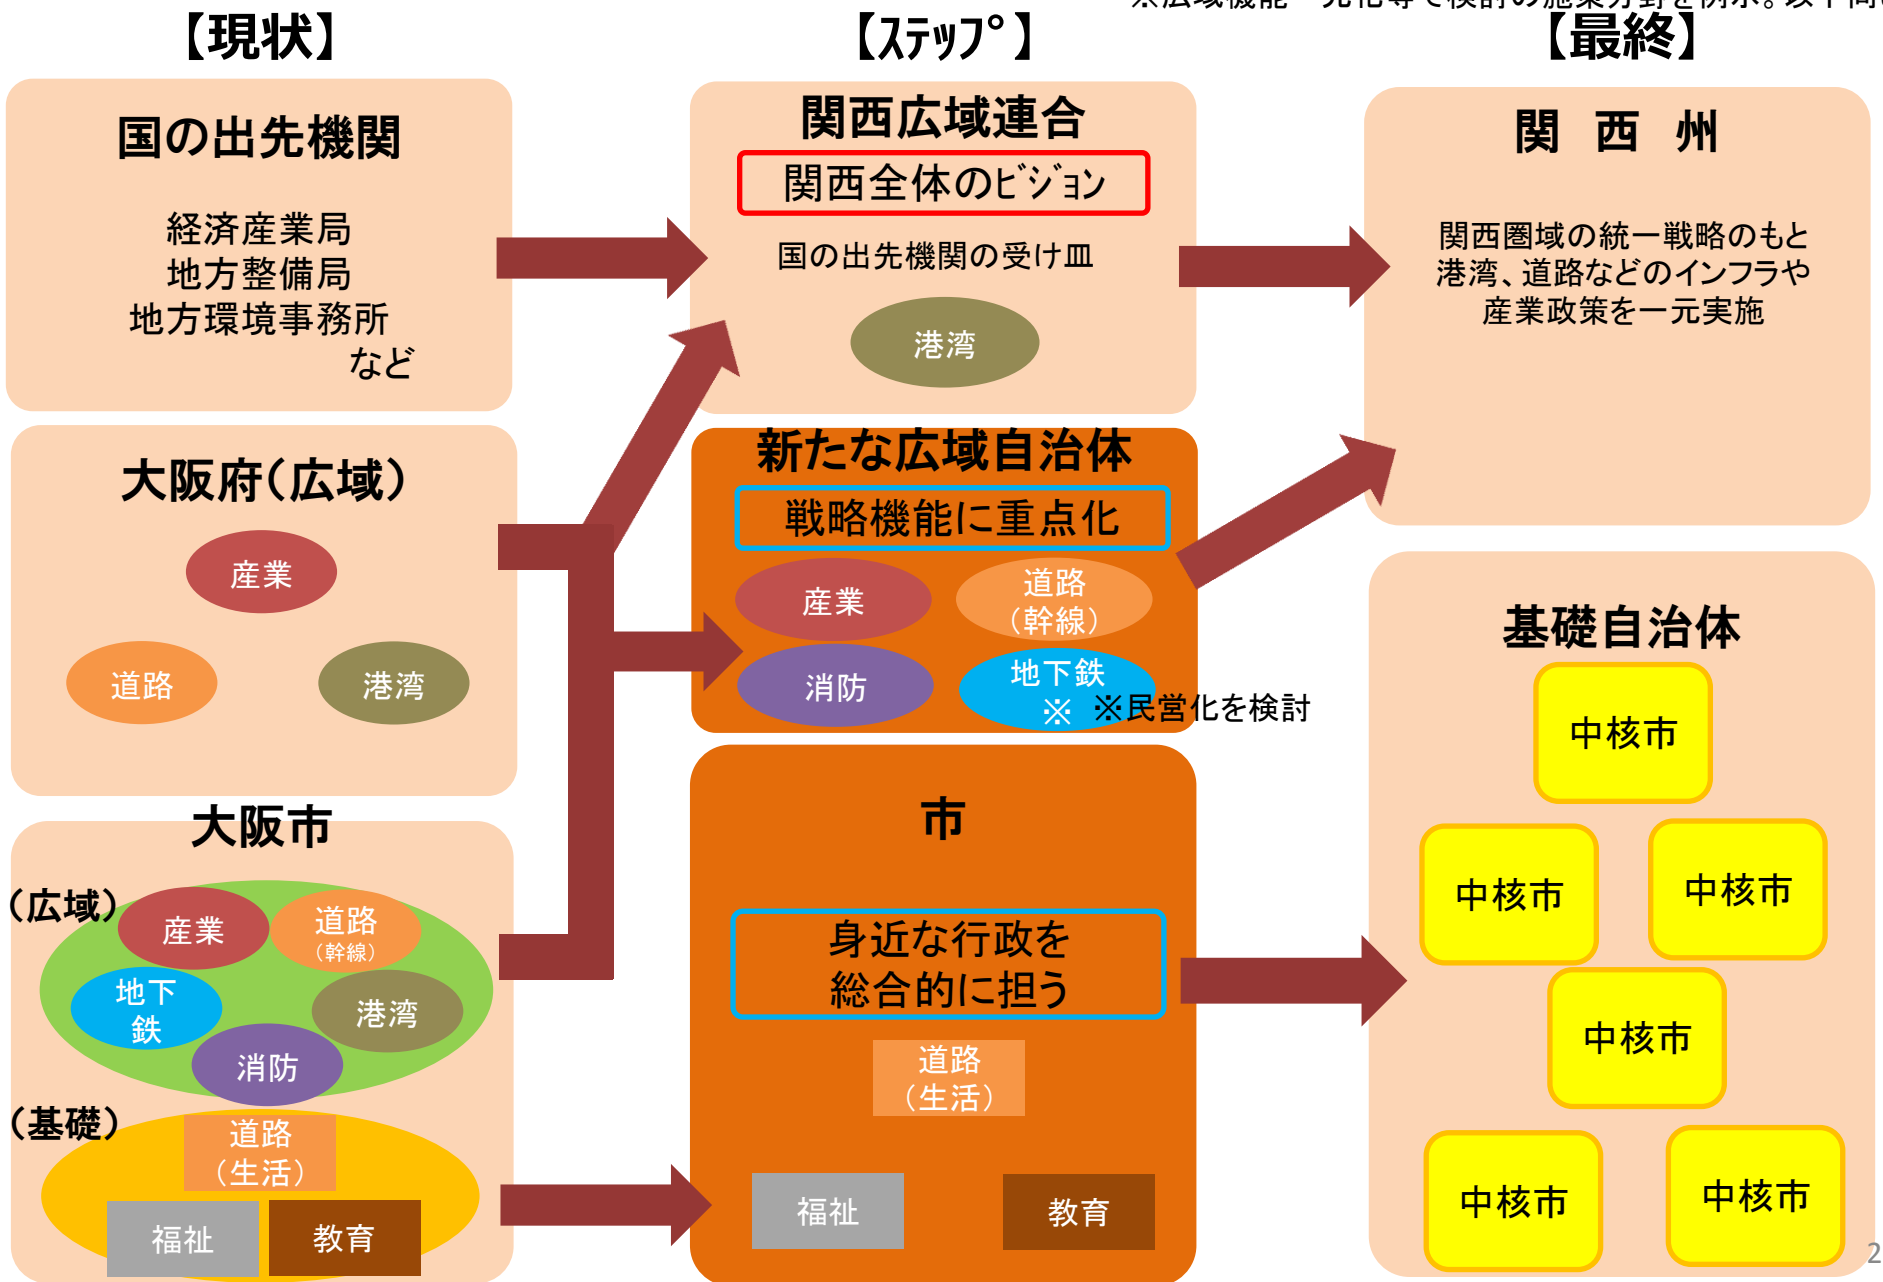 【現状】
国の出先機関
経済産業局
地方整備局
地方環境事務所
など
大阪府(広域)
産業
道路
港湾
大阪市
(広域)
産業
道路
(幹線)
地下
鉄
港湾
消防
(基礎)
道路
(生活)
福祉
教育
【ｽﾃｯﾌﾟ】
関西広域連合
関西全体のﾋﾞｼﾞｮﾝ
国の出先機関の受け皿
港湾
新たな広域自治体
戦略機能に重点化
産業
道路
(幹線)
消防
地下鉄
※
※民営化を検討
市
身近な行政を
総合的に担う
道路
(生活)
福祉
教育
【最終】
関 西 州
関西圏域の統一戦略のもと
港湾、道路などのインフラや
産業政策を一元実施
基礎自治体
中核市
中核市
中核市
中核市
中核市
中核市
2